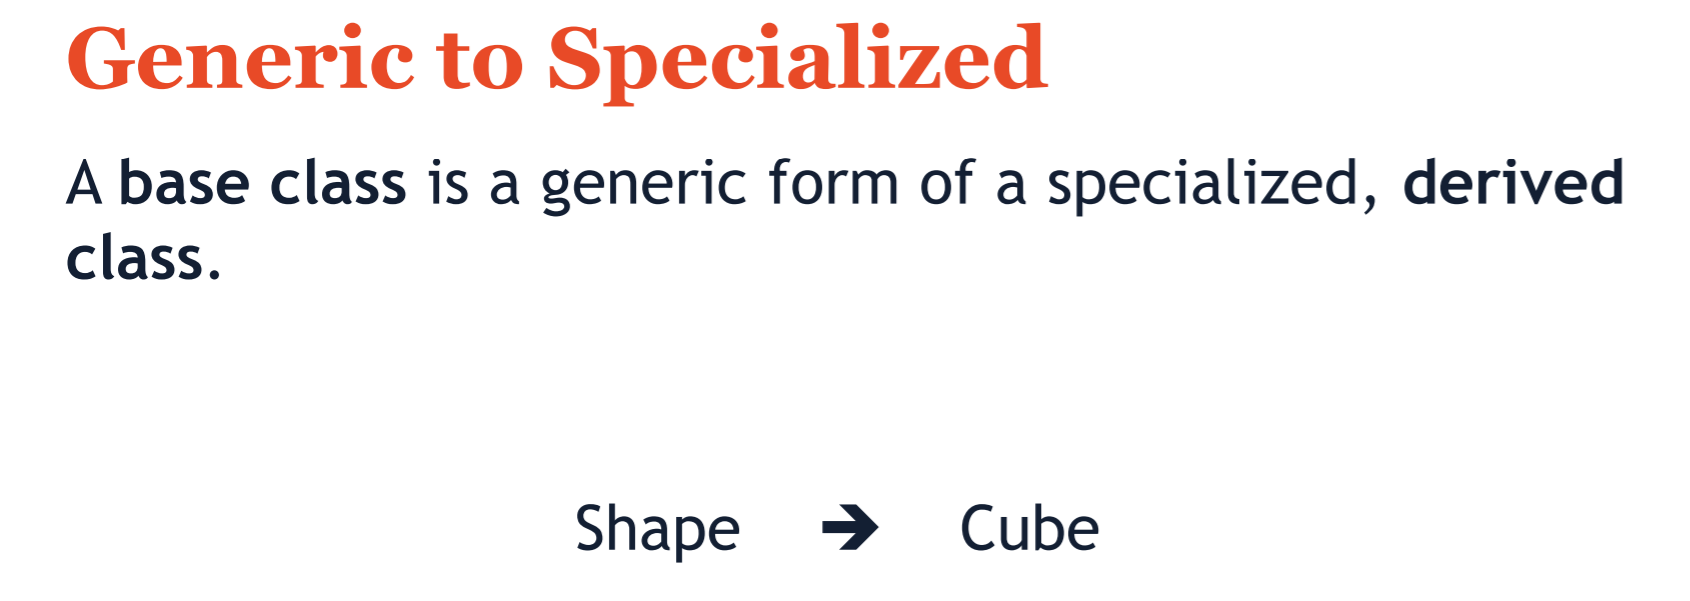 Generic to Specialized
A base class is a generic form of a specialized, derived
class.
Shape ➔ Cube